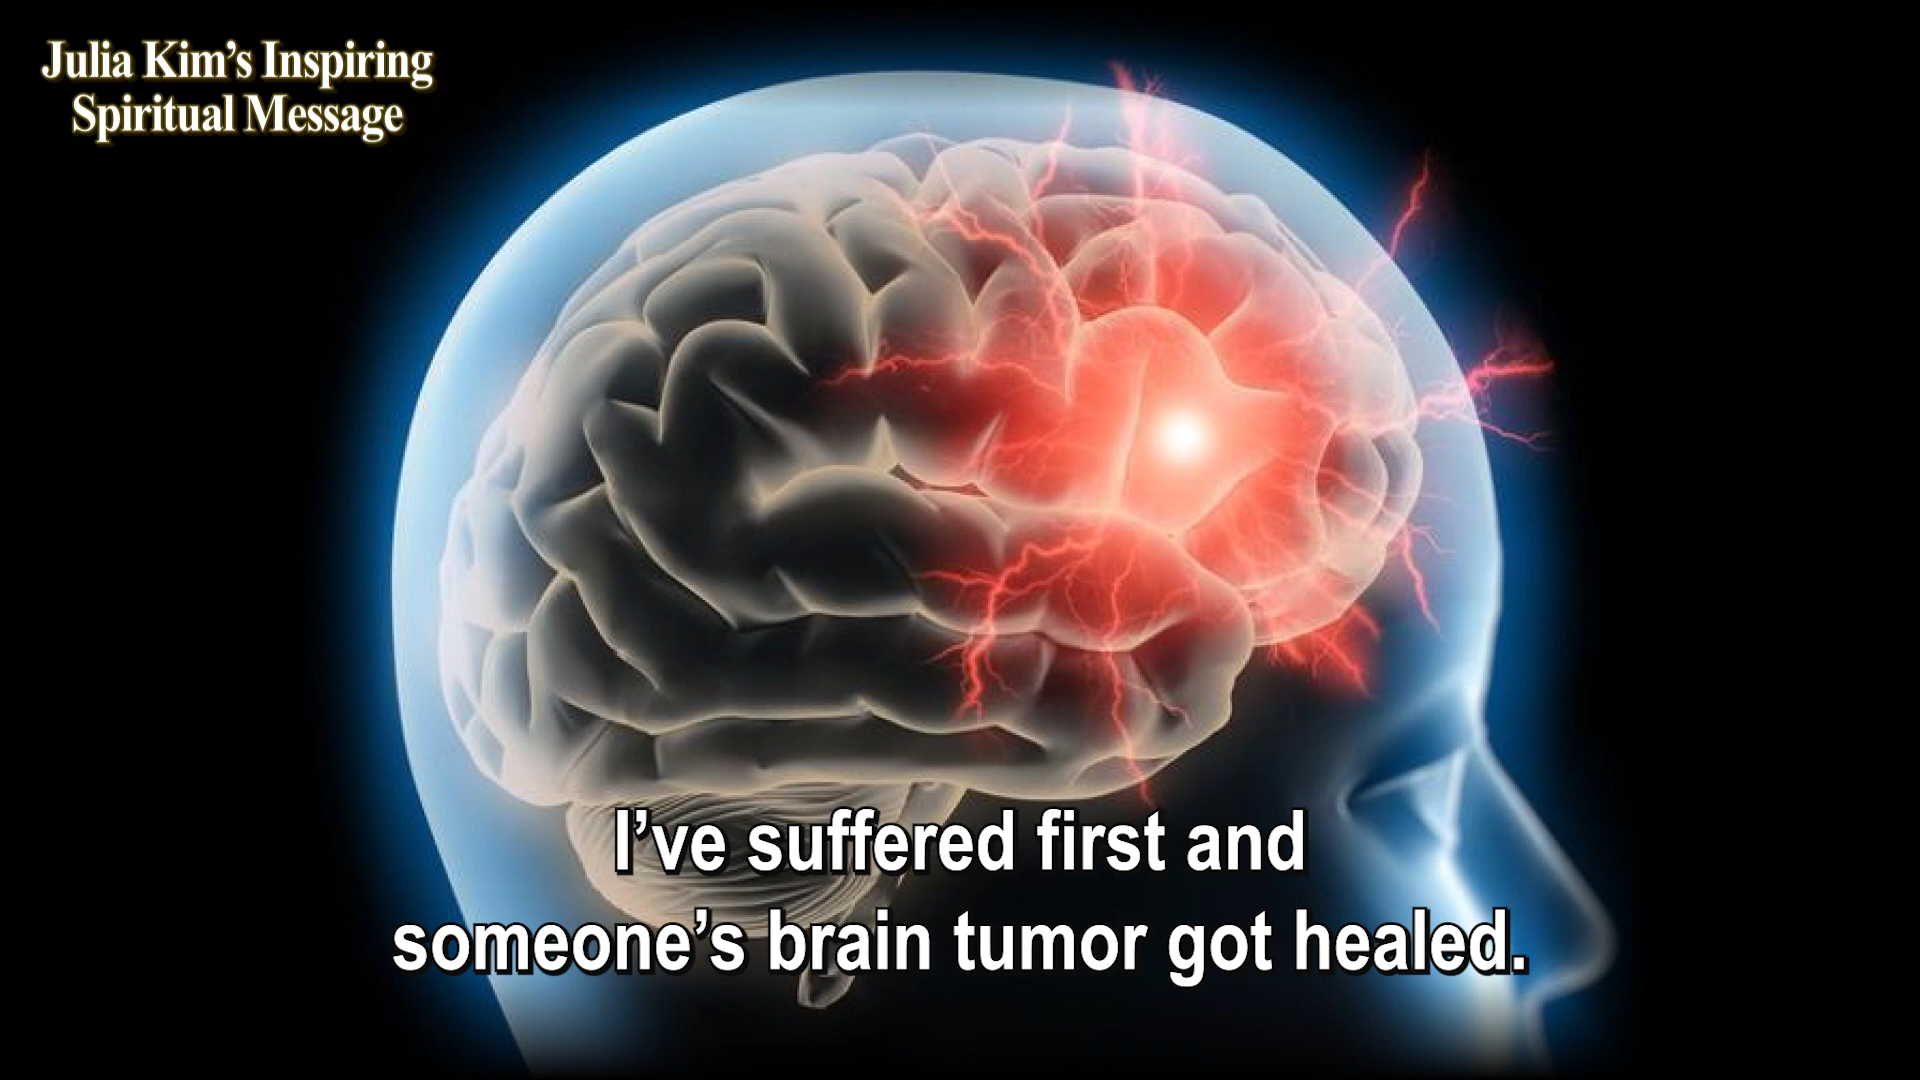 Julia Kim’s Inspiring
Spiritual Message
I’ve suffered first and
someone’s brain tumor got healed.